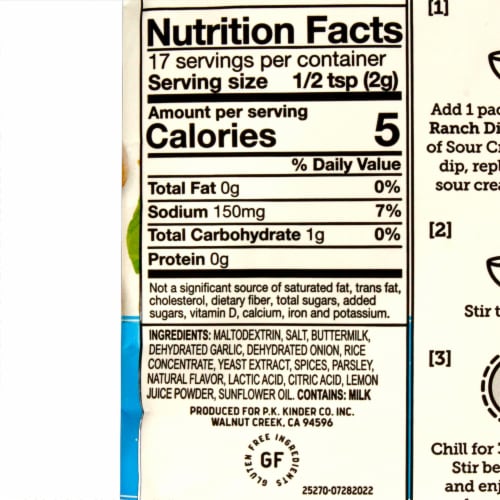 Nutrition Facts
17 servings per container
Serving size 1/2 tsp (2g)
Amount per serving
Calories 5
% Daily Value
Total Fat 0g 0%
Sodium 150mg 7%
Total Carbohydrate 1g 0%
Protein 0g
Not a significant source of saturated fat, trans fat,
cholesterol, dietary fiber, total sugars, added
sugars, vitamin D, calcium, iron and potassium.
INGREDIENTS: MALTODEXTRIN, SALT, BUTTERMILK,
DEHYDRATED GARLIC, DEHYDRATED ONION, RICE
CONCENTRATE, YEAST EXTRACT, SPICES, PARSLEY,
NATURAL FLAVOR, LACTIC ACID, CITRIC ACID, LEMON
JUICE POWDER, SUNFLOWER OIL. CONTAINS: MILK
PRODUCED FOR P.K. KINDER CO. INC.
WALNUT CREEK, CA 94596
GLUTEN FREE INGREDIENTS
GF
25270-07282022
[1]
Add 1 pac
Ranch Di
of Sour C
dip, repl
sour crea
[2]
Stir t
[3]
Chill for
Stir be
and enj